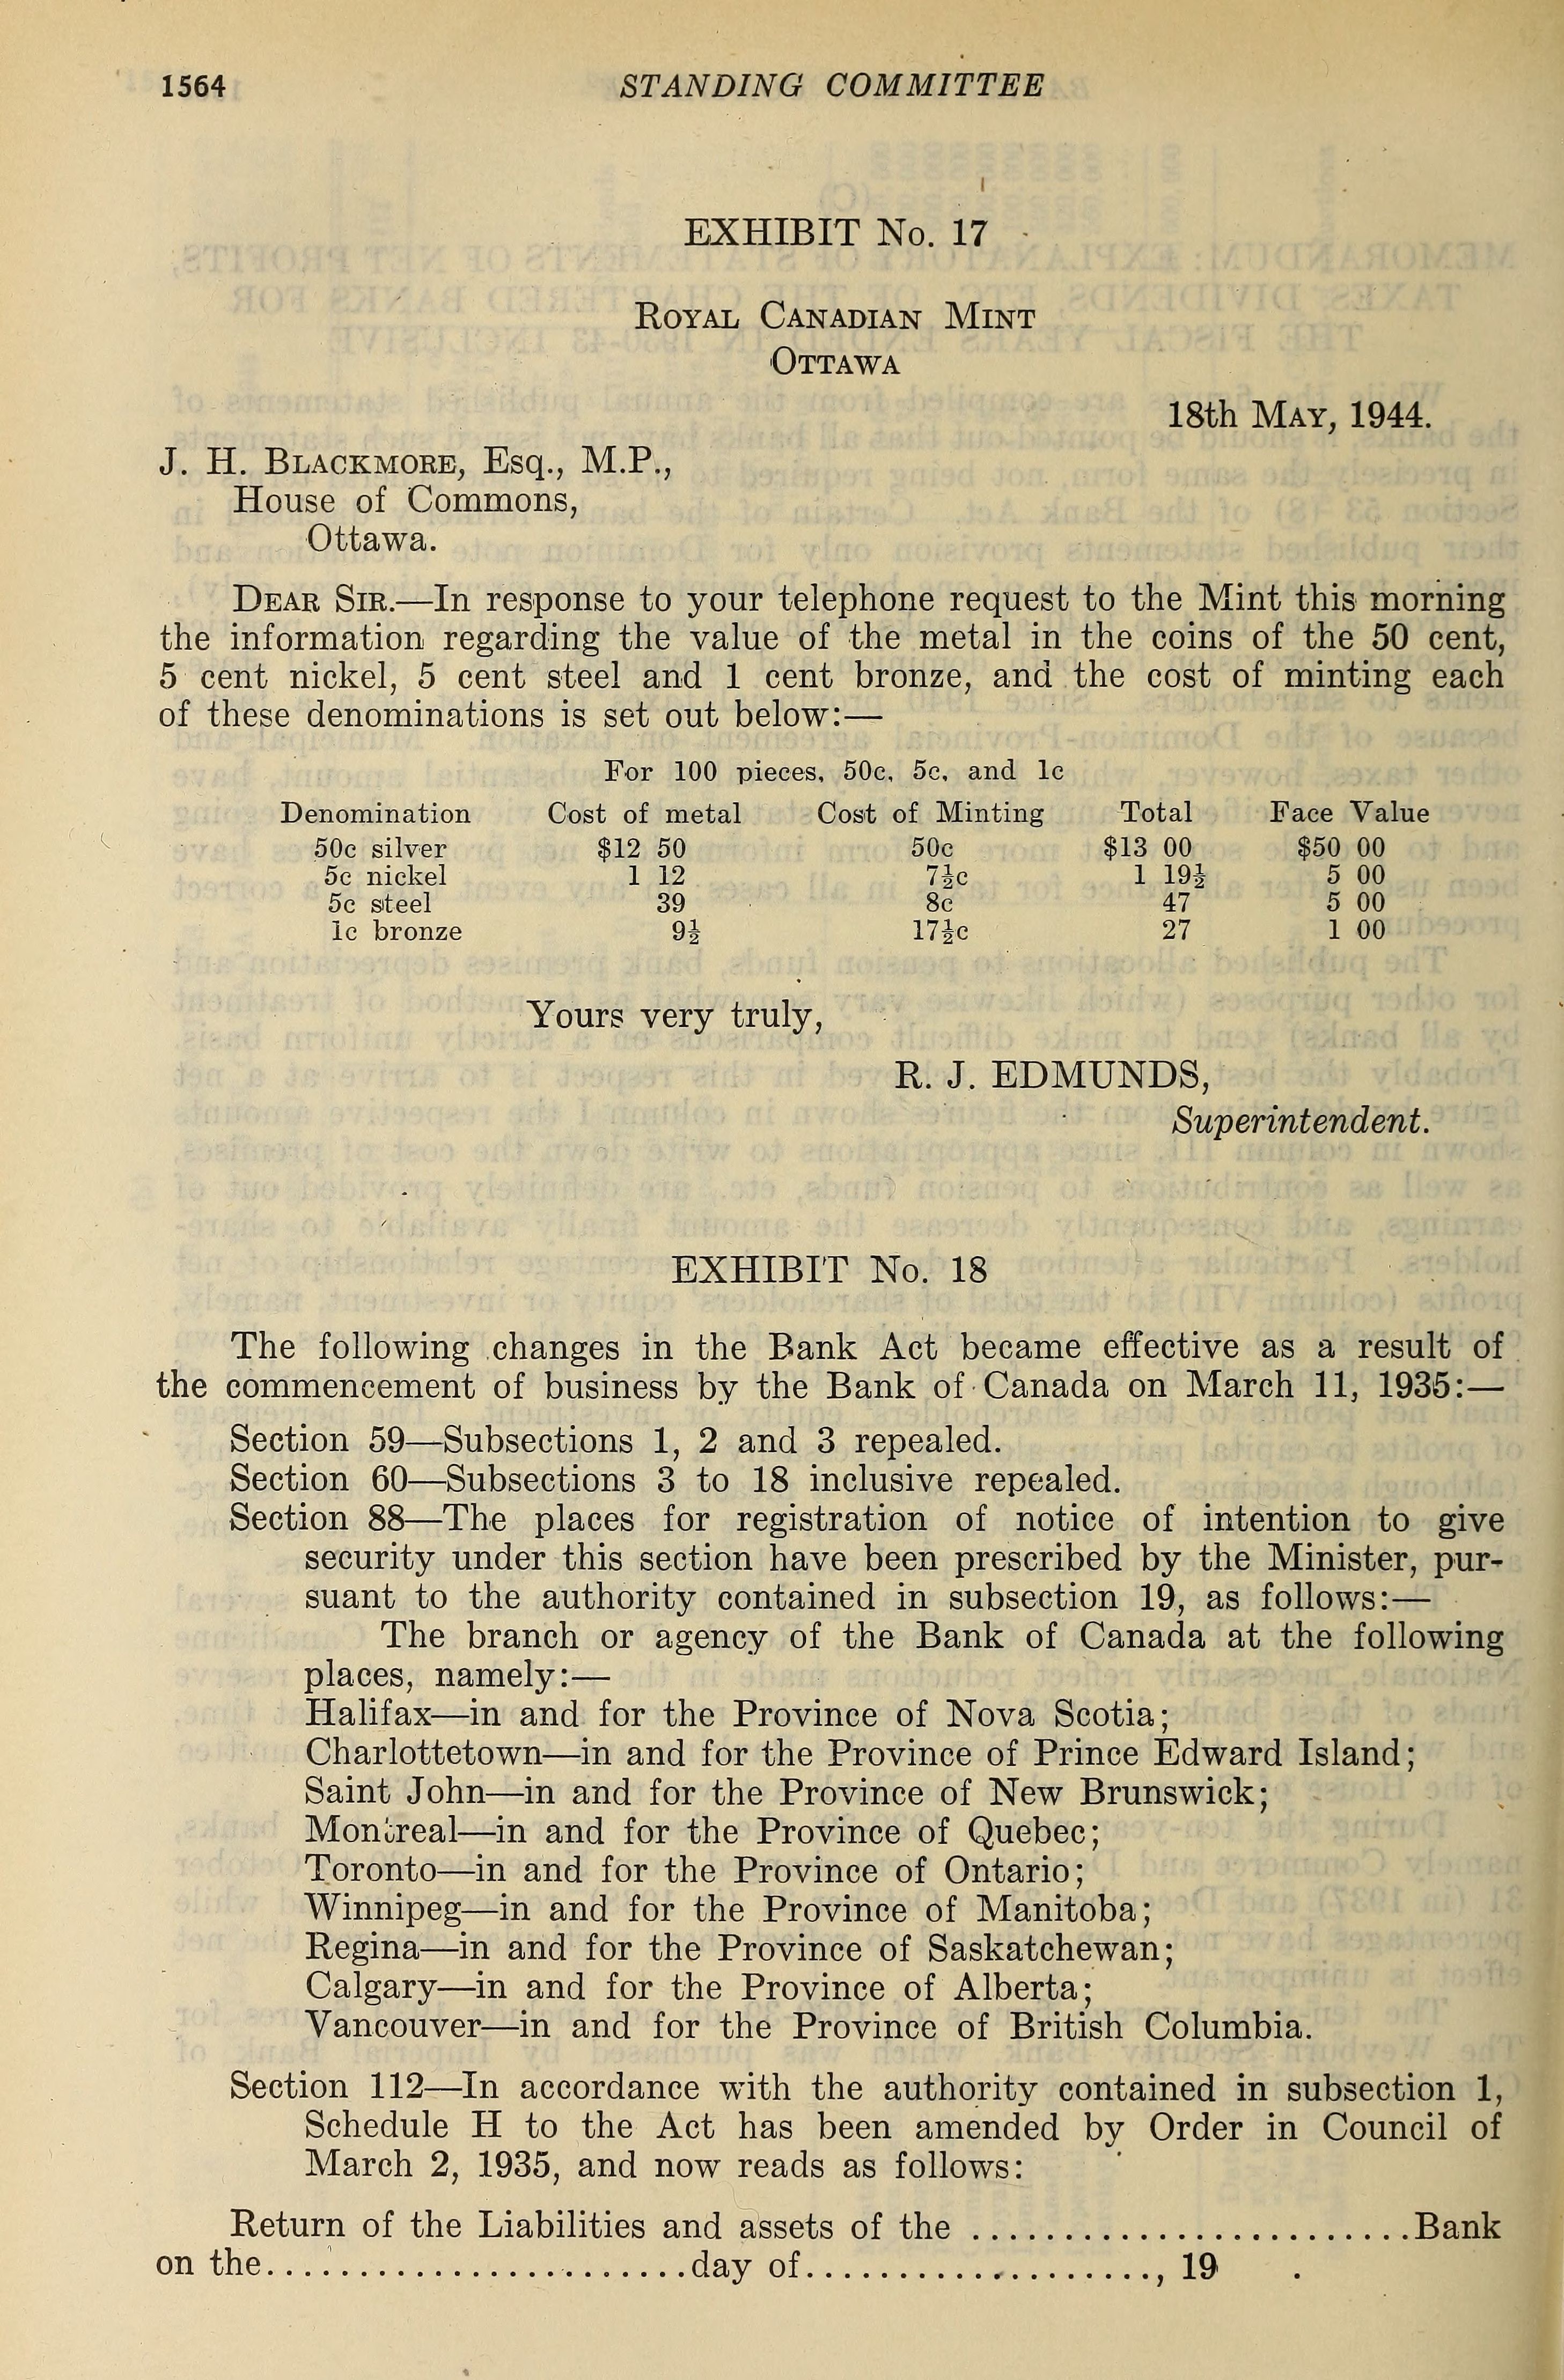 1564 STANDING COMMITTEE
EXHIBIT No. 17
ROYAL CANADIAN MINT
OTTAWA
18th MAY, 1944.
J. H. BLACKMORE, Esq., M.P.,
House of Commons,
Ottawa.
DEAR SIR.—In response to your telephone request to the Mint this morning
the information regarding the value of the metal in the coins of the 50 cent,
5 cent nickel, 5 cent steel and 1 cent bronze, and the cost of minting each
of these denominations is set out below:—
For 100 pieces, 50c, 5c, and 1c
Denomination Cost of metal Cost of Minting Total Face Value
50c silver $12 50 50c $13 00 $50 00
5c nickel 1 12 7½c 1 19½ 5 00
5c steel 39 8c 47 5 00
1c bronze 9½ 17½c 27 1 00
Yours very truly,
R. J. EDMUNDS,
Superintendent.
EXHIBIT No. 18
The following changes in the Bank Act became effective as a result of
the commencement of business by the Bank of Canada on March 11, 1935:—
Section 59—Subsections 1, 2 and 3 repealed.
Section 60—Subsections 3 to 18 inclusive repealed.
Section 88—The places for registration of notice of intention to give
security under this section have been prescribed by the Minister, pur-
suant to the authority contained in subsection 19, as follows:—
The branch or agency of the Bank of Canada at the following
places, namely:—
Halifax—in and for the Province of Nova Scotia;
Charlottetown—in and for the Province of Prince Edward Island;
Saint John—in and for the Province of New Brunswick;
Montreal—in and for the Province of Quebec;
Toronto—in and for the Province of Ontario;
Winnipeg—in and for the Province of Manitoba;
Regina—in and for the Province of Saskatchewan;
Calgary—in and for the Province of Alberta;
Vancouver—in and for the Province of British Columbia.
Section 112—In accordance with the authority contained in subsection 1,
Schedule H to the Act has been amended by Order in Council of
March 2, 1935, and now reads as follows:
Return of the Liabilities and assets of the ........................Bank
on the.......................day of..................., 19 .